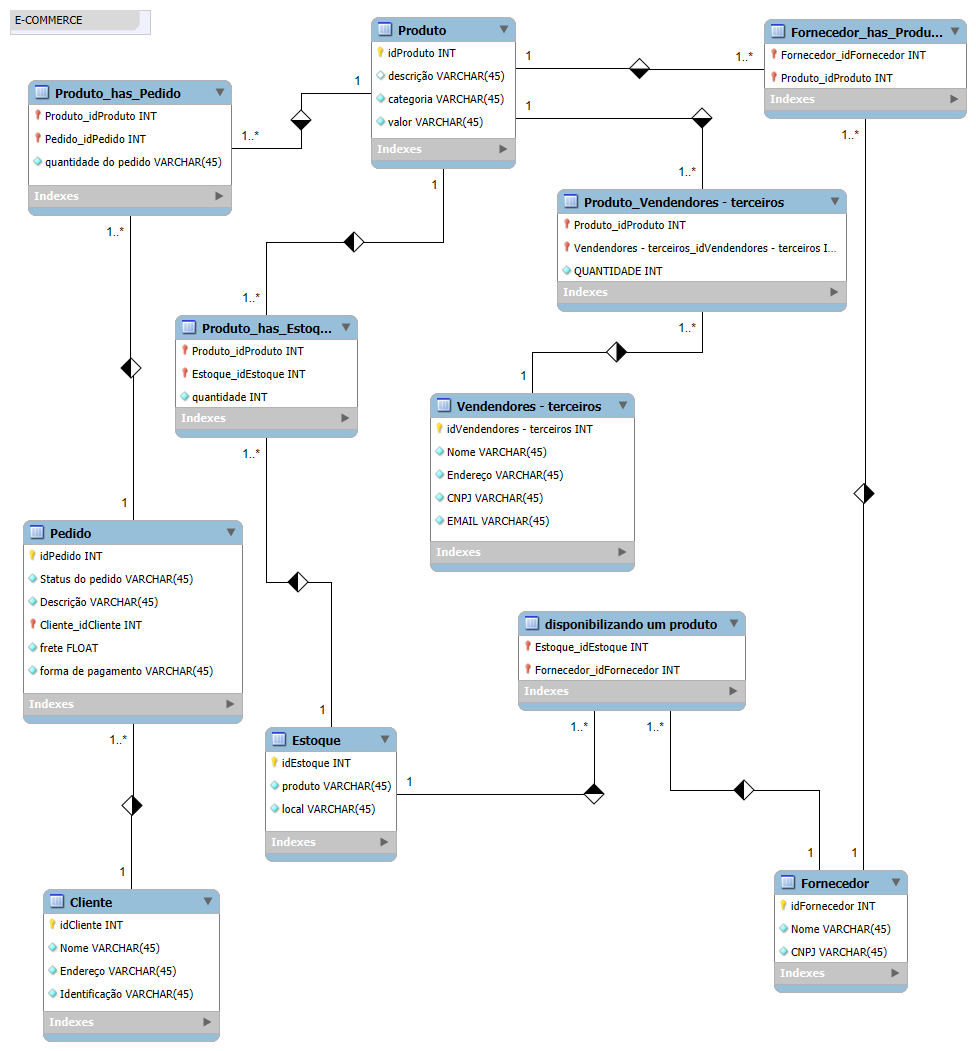 E-COMMERCE
Produto
idProduto INT
descrição VARCHAR(45)
categoria VARCHAR(45)
valor VARCHAR(45)
Indexes
Fornecedor_has_Produ...
Fornecedor_idFornecedor INT
Produto_idProduto INT
Indexes
Produto_has_Pedido
Produto_idProduto INT
Pedido_idPedido INT
quantidade do pedido VARCHAR(45)
Indexes
1
1..*
1
1..*
1
1..*
1
1..*
1..*
1
1..*
1
Produto_Vendendores - terceiros
Produto_idProduto INT
Vendendores - terceiros_idVendendores - terceiros I...
QUANTIDADE INT
Indexes
Produto_has_Estoq...
Produto_idProduto INT
Estoque_idEstoque INT
quantidade INT
Indexes
1..*
1
Vendendores - terceiros
idVendendores - terceiros INT
Nome VARCHAR(45)
Endereço VARCHAR(45)
CNPJ VARCHAR(45)
EMAIL VARCHAR(45)
Indexes
1..*
1
Pedido
idPedido INT
Status do pedido VARCHAR(45)
Descrição VARCHAR(45)
Cliente_idCliente INT
frete FLOAT
forma de pagamento VARCHAR(45)
Indexes
disponibilizando um produto
Estoque_idEstoque INT
Fornecedor_idFornecedor INT
Indexes
1..*
1
1..*
1
Estoque
idEstoque INT
produto VARCHAR(45)
local VARCHAR(45)
Indexes
1..*
1
Cliente
idCliente INT
Nome VARCHAR(45)
Endereço VARCHAR(45)
Identificação VARCHAR(45)
Indexes
Fornecedor
idFornecedor INT
Nome VARCHAR(45)
CNPJ VARCHAR(45)
Indexes